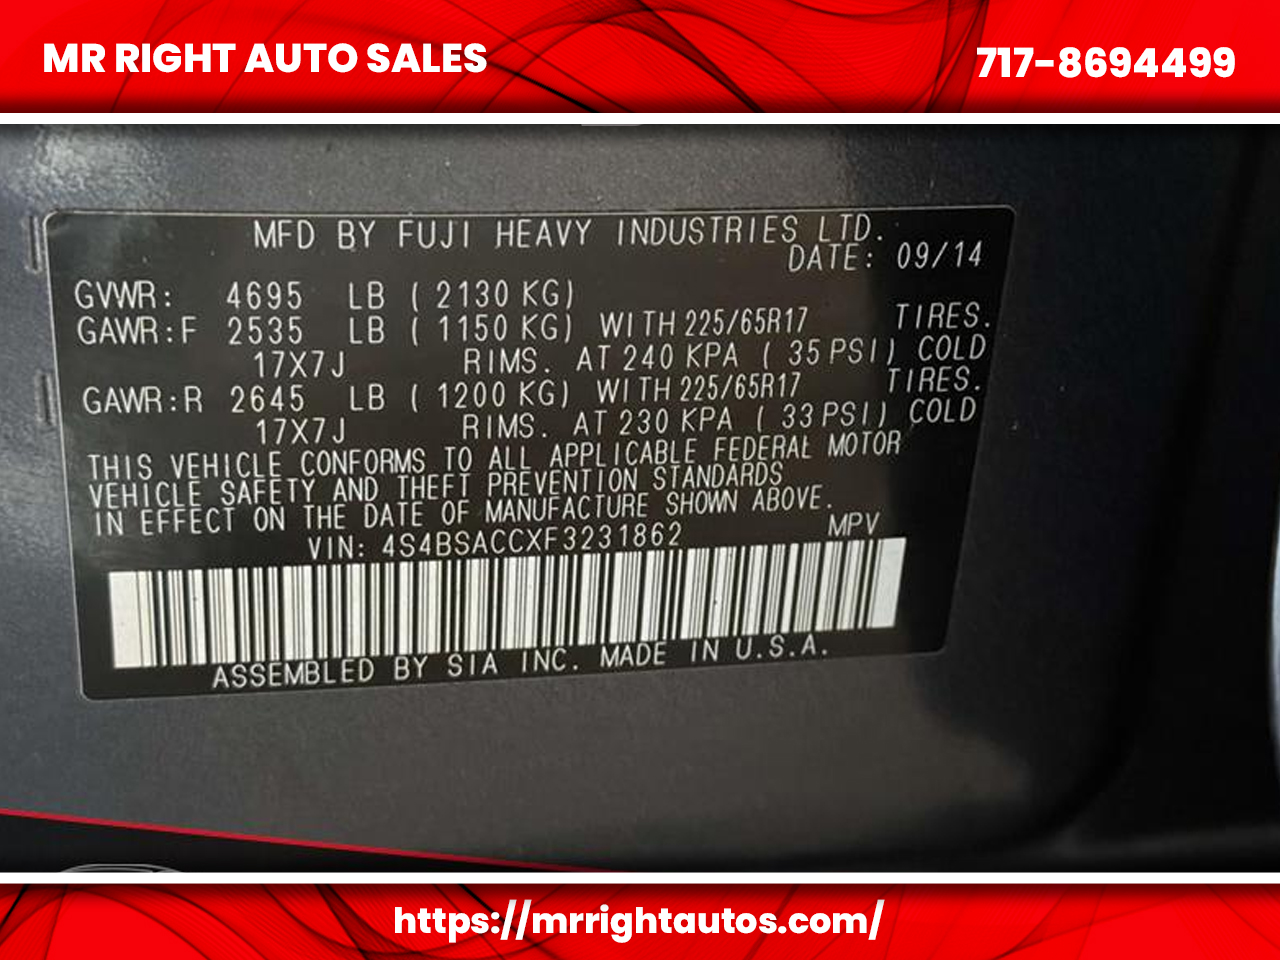 MR RIGHT AUTO SALES
717-8694499
MFD BY FUJI HEAVY INDUSTRIES LTD.
DATE: 09/14
GVWR: 4695 LB ( 2130 KG)
GAWR:F 2535 LB ( 1150 KG) WITH 225/65R17 TIRES.
17X7J RIMS. AT 240 KPA ( 35 PSI) COLD
GAWR:R 2645 LB ( 1200 KG) WITH 225/65R17 TIRES.
17X7J RIMS. AT 230 KPA ( 33 PSI) COLD
THIS VEHICLE CONFORMS TO ALL APPLICABLE FEDERAL MOTOR
VEHICLE SAFETY AND THEFT PREVENTION STANDARDS
IN EFFECT ON THE DATE OF MANUFACTURE SHOWN ABOVE.
VIN: 4S4BSACCXF3231862 MPV
ASSEMBLED BY SIA INC. MADE IN U.S.A.
https://mrrightautos.com/